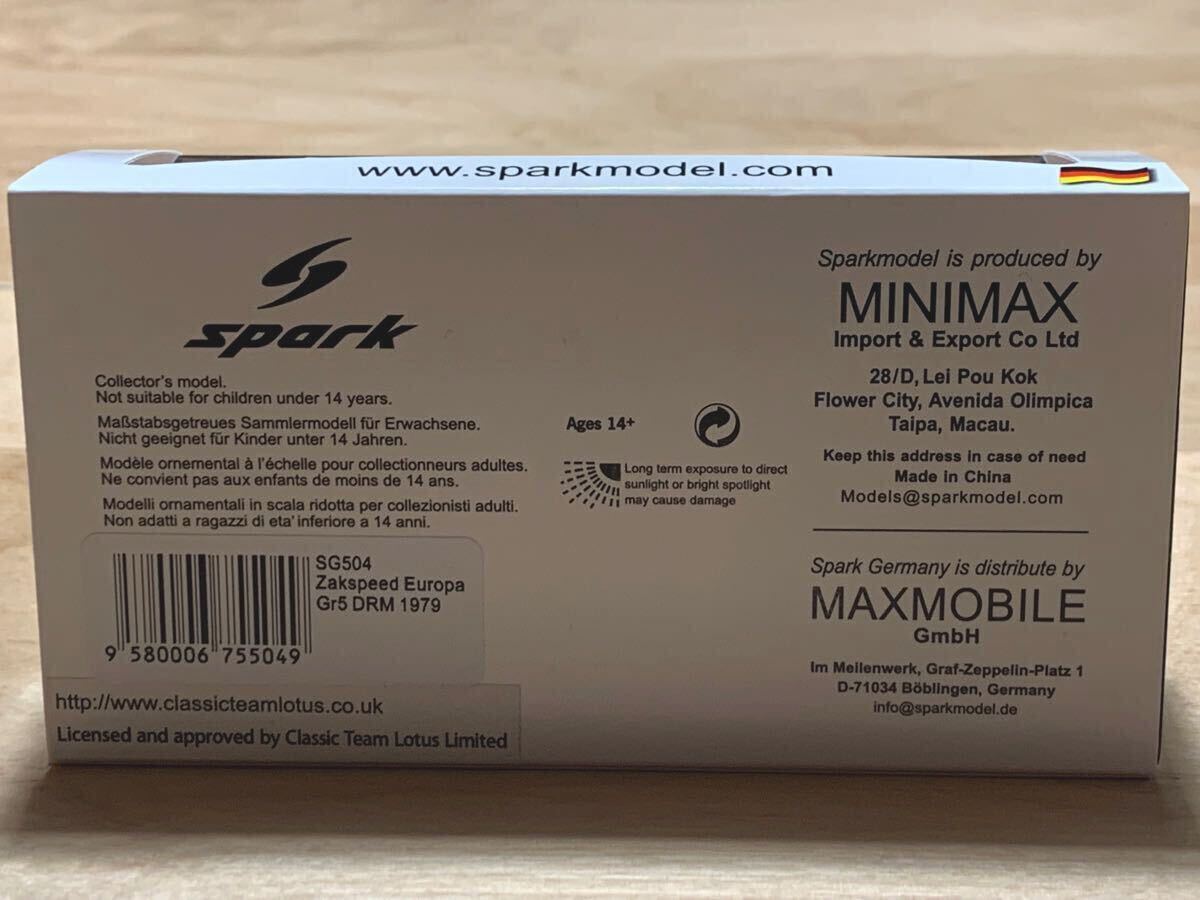 www.sparkmodel.com
spark
Collector's model.
Not suitable for children under 14 years.
Maßstabsgetreues Sammlermodell für Erwachsene.
Nicht geeignet für Kinder unter 14 Jahren.
Modèle ornemental à l'échelle pour collectionneurs adultes.
Ne convient pas aux enfants de moins de 14 ans.
Modelli ornamentali in scala ridotta per collezionisti adulti.
Non adatti a ragazzi di eta' inferiore a 14 anni.
SG504
Zakspeed Europa
Gr5 DRM 1979
9 580006 755049
http://www.classicteamlotus.co.uk
Licensed and approved by Classic Team Lotus Limited
Ages 14+
Long term exposure to direct
sunlight or bright spotlight
may cause damage
Sparkmodel is produced by
MINIMAX
Import & Export Co Ltd
28/D, Lei Pou Kok
Flower City, Avenida Olimpica
Taipa, Macau.
Keep this address in case of need
Made in China
Models@sparkmodel.com
Spark Germany is distribute by
MAXMOBILE
GmbH
Im Meilenwerk, Graf-Zeppelin-Platz 1
D-71034 Böblingen, Germany
info@sparkmodel.de